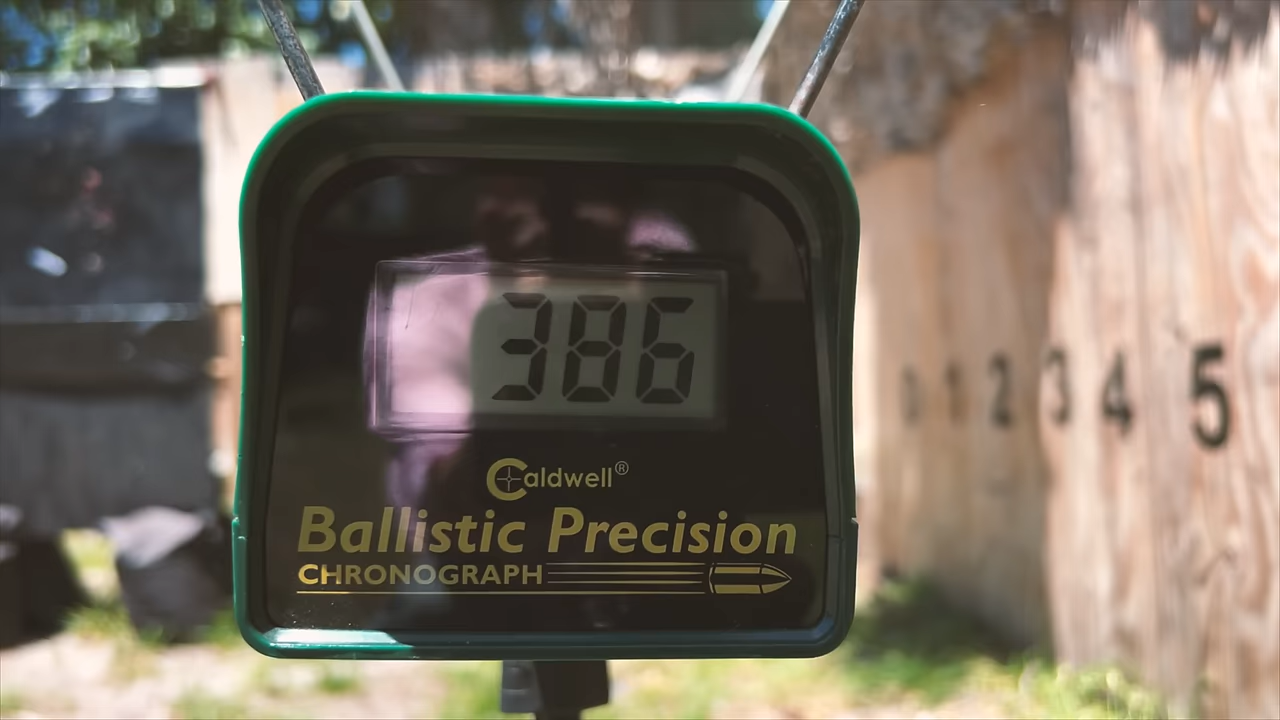 386
Caldwell®
Ballistic Precision
CHRONOGRAPH
0 1 2 3 4 5